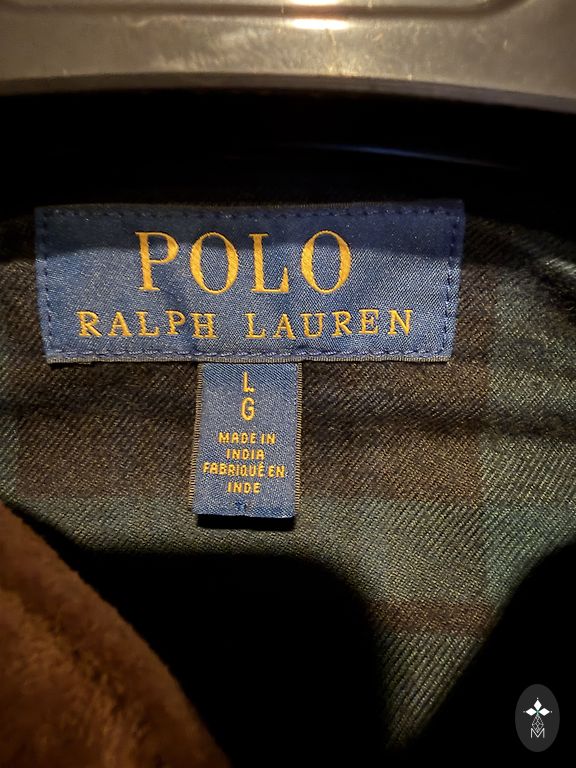 POLO
RALPH LAUREN
L
G
MADE IN
INDIA
FABRIQUÉ EN
INDE
M